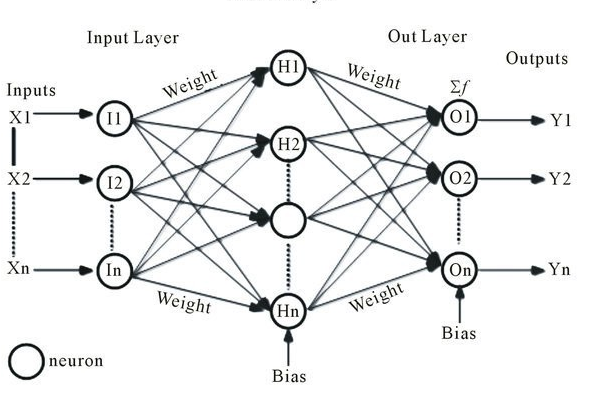 Input Layer
Out Layer
Outputs
Inputs
Weight
Weight
Σf
X1
I1
H1
O1
Y1
X2
I2
H2
O2
Y2
Xn
In
Hn
On
Yn
Weight
Weight
Bias
Bias
neuron